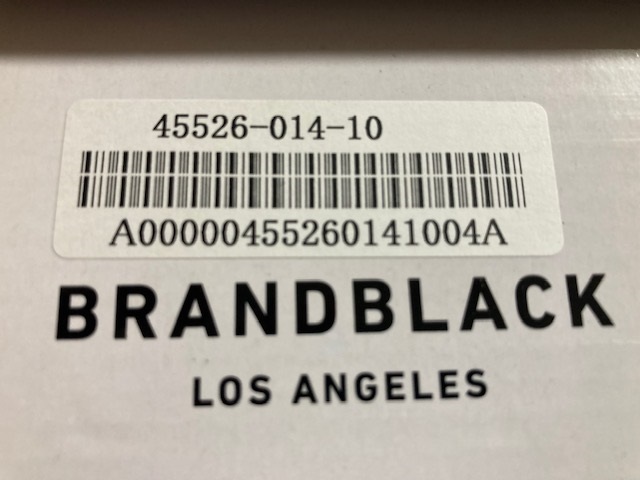 45526-014-10
A00000455260141004A
BRANDBLACK
LOS ANGELES